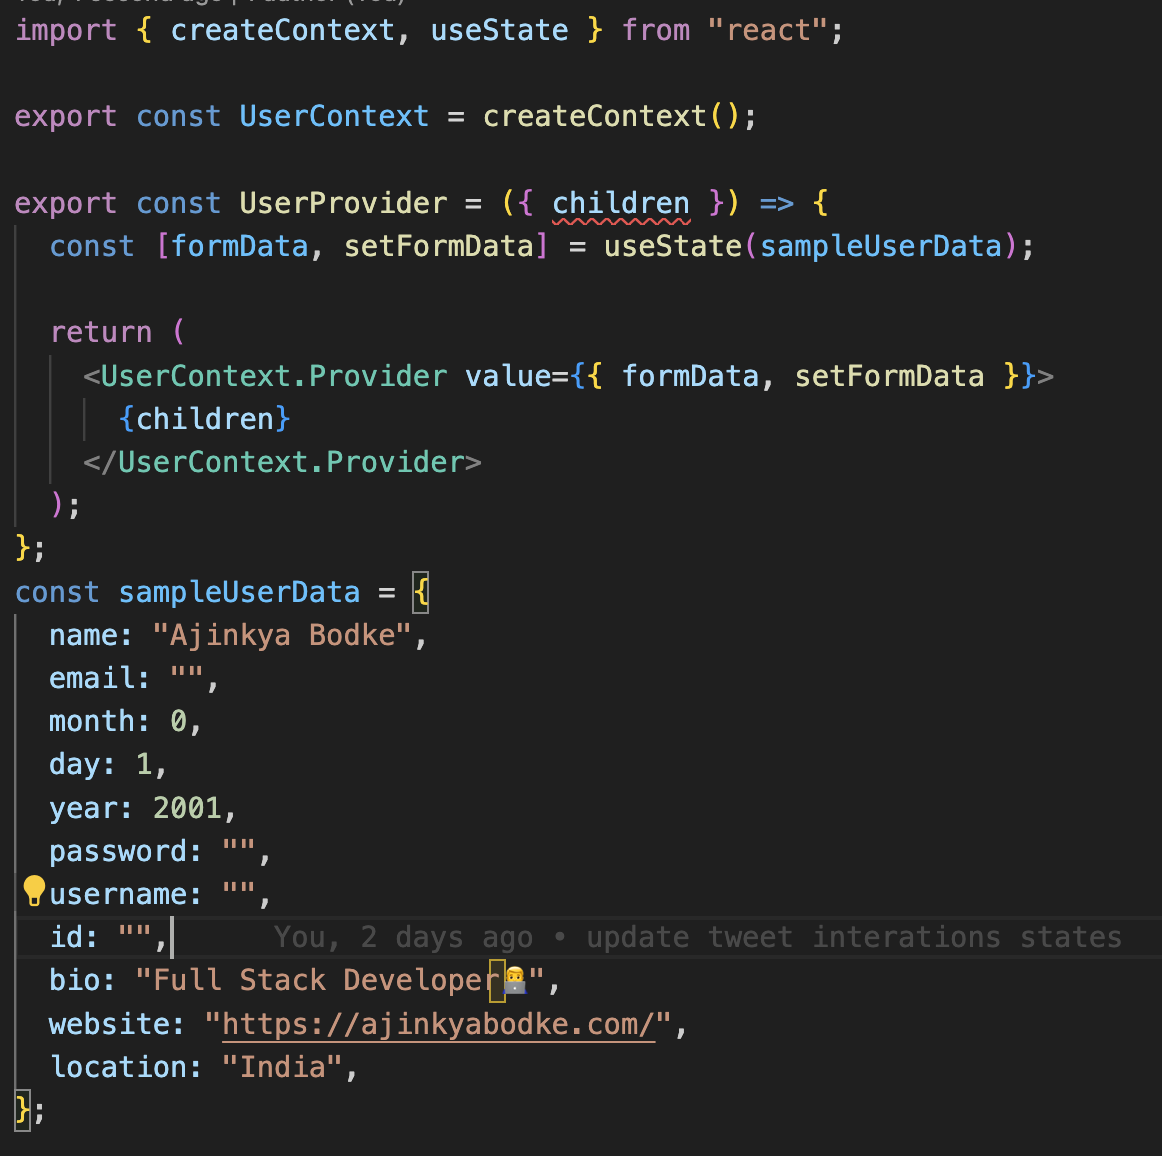 import { createContext, useState } from "react";
export const UserContext = createContext();
export const UserProvider = ({ children }) => {
const [formData, setFormData] = useState(sampleUserData);
return (
<UserContext.Provider value={{ formData, setFormData }}>
{children}
</UserContext.Provider>
);
};
const sampleUserData = {
name: "Ajinkya Bodke",
email: "",
month: 0,
day: 1,
year: 2001,
password: "",
username: "",
id: "", You, 2 days ago • update tweet interations states
bio: "Full Stack Developer👨‍💻",
website: "https://ajinkyabodke.com/",
location: "India",
};